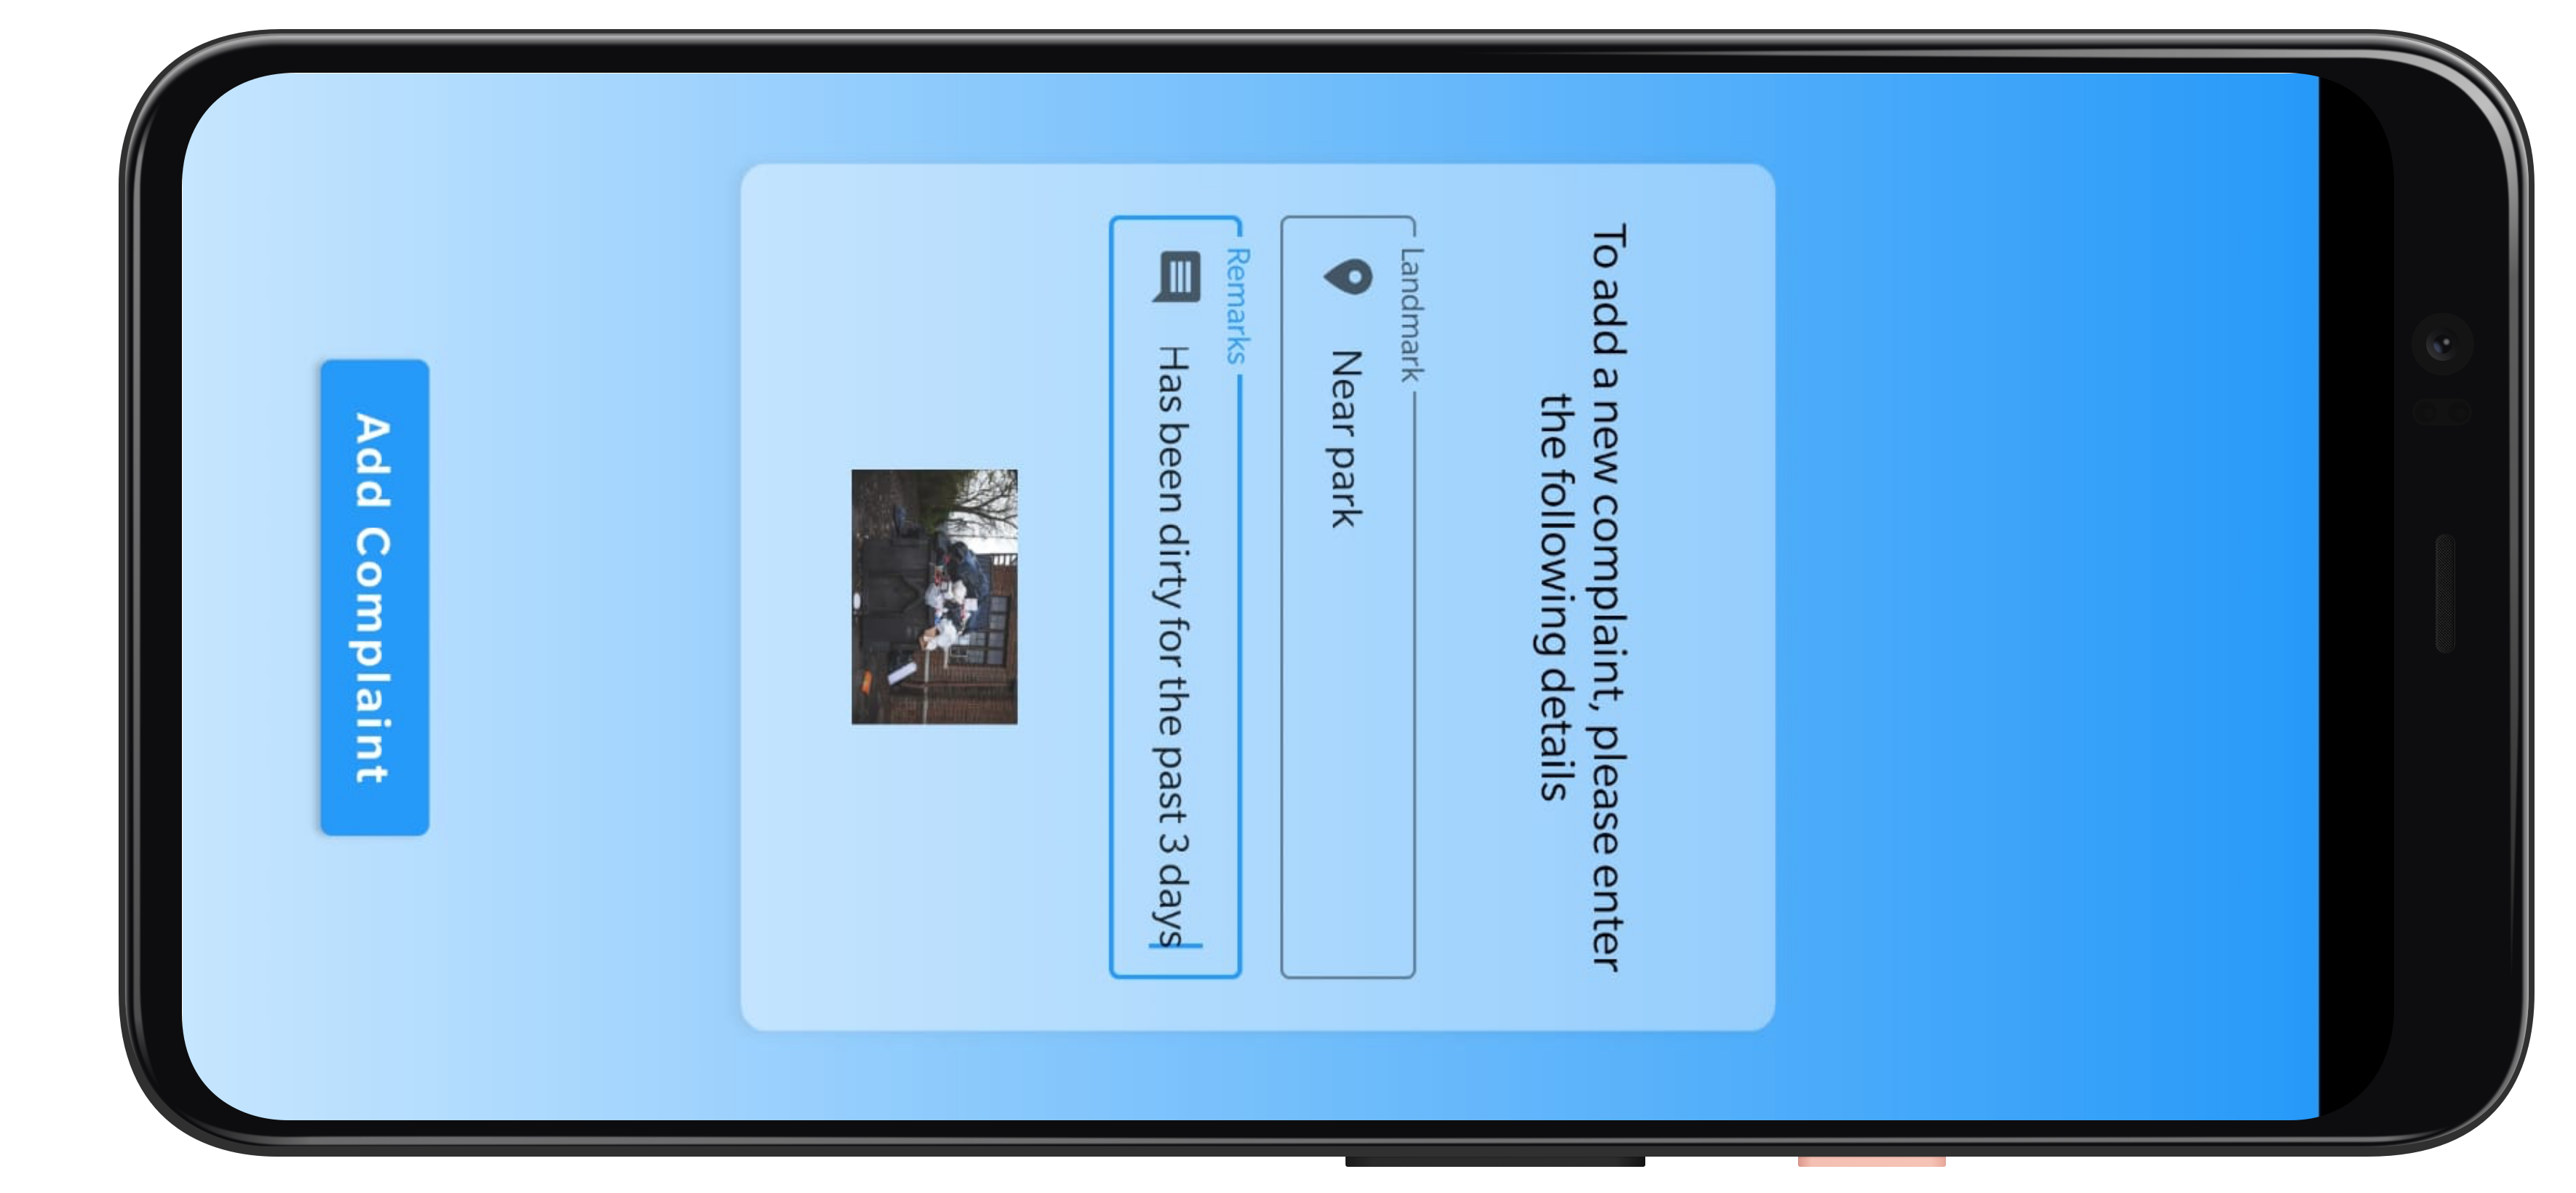 To add a new complaint, please enter
the following details
Landmark
Near park
Remarks
Has been dirty for the past 3 days
Add Complaint